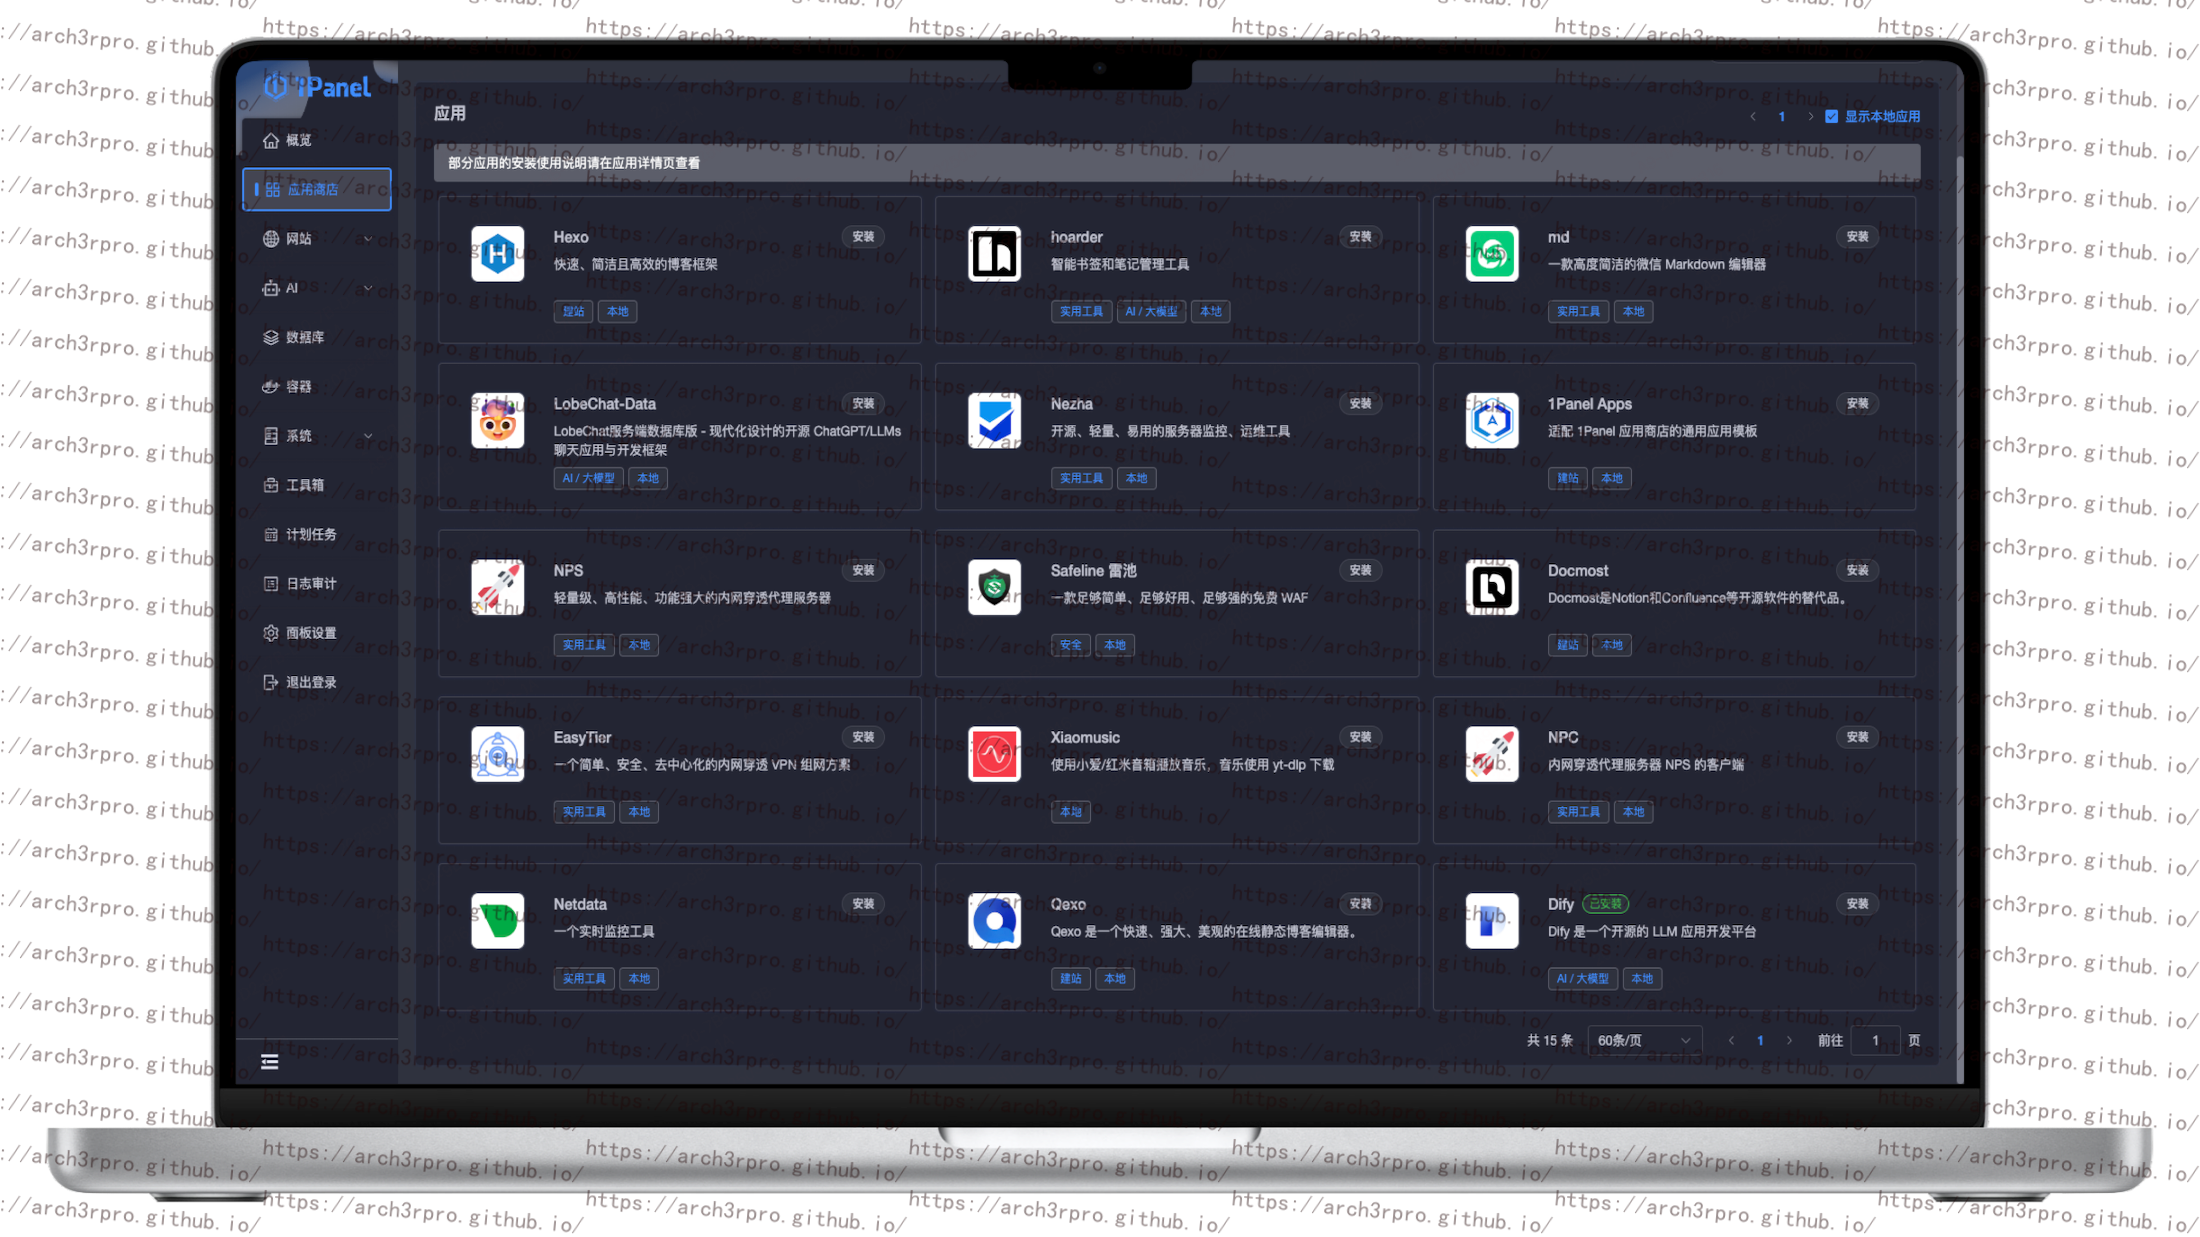 1Panel
概览
应用商店
网站
AI
数据库
容器
系统
工具箱
计划任务
日志审计
面板设置
退出登录
应用
1
显示本地应用
部分应用的安装使用说明请在应用详情页查看
Hexo
安装
快速、简洁且高效的博客框架
建站 本地
hoarder
安装
智能书签和笔记管理工具
实用工具 AI / 大模型 本地
md
安装
一款高度简洁的微信 Markdown 编辑器
实用工具 本地
LobeChat-Data
安装
LobeChat服务端数据库版 - 现代化设计的开源 ChatGPT/LLMs
聊天应用与开发框架
AI / 大模型 本地
Nezha
安装
开源、轻量、易用的服务器监控、运维工具
实用工具 本地
1Panel Apps
安装
适配 1Panel 应用商店的通用应用模板
建站 本地
NPS
安装
轻量级、高性能、功能强大的内网穿透代理服务器
实用工具 本地
Safeline 雷池
安装
一款足够简单、足够好用、足够强的免费 WAF
安全 本地
Docmost
安装
Docmost是Notion和Confluence等开源软件的替代品。
建站 本地
EasyTier
安装
一个简单、安全、去中心化的内网穿透 VPN 组网方案
实用工具 本地
Xiaomusic
安装
使用小爱/红米音箱播放音乐，音乐使用 yt-dlp 下载
本地
NPC
安装
内网穿透代理服务器 NPS 的客户端
实用工具 本地
Netdata
安装
一个实时监控工具
实用工具 本地
Qexo
安装
Qexo 是一个快速、强大、美观的在线静态博客编辑器。
建站 本地
Dify 已安装
安装
Dify 是一个开源的 LLM 应用开发平台
AI / 大模型 本地
共 15 条 60条/页 1 前往 1 页
https://arch3rpro.github.io/